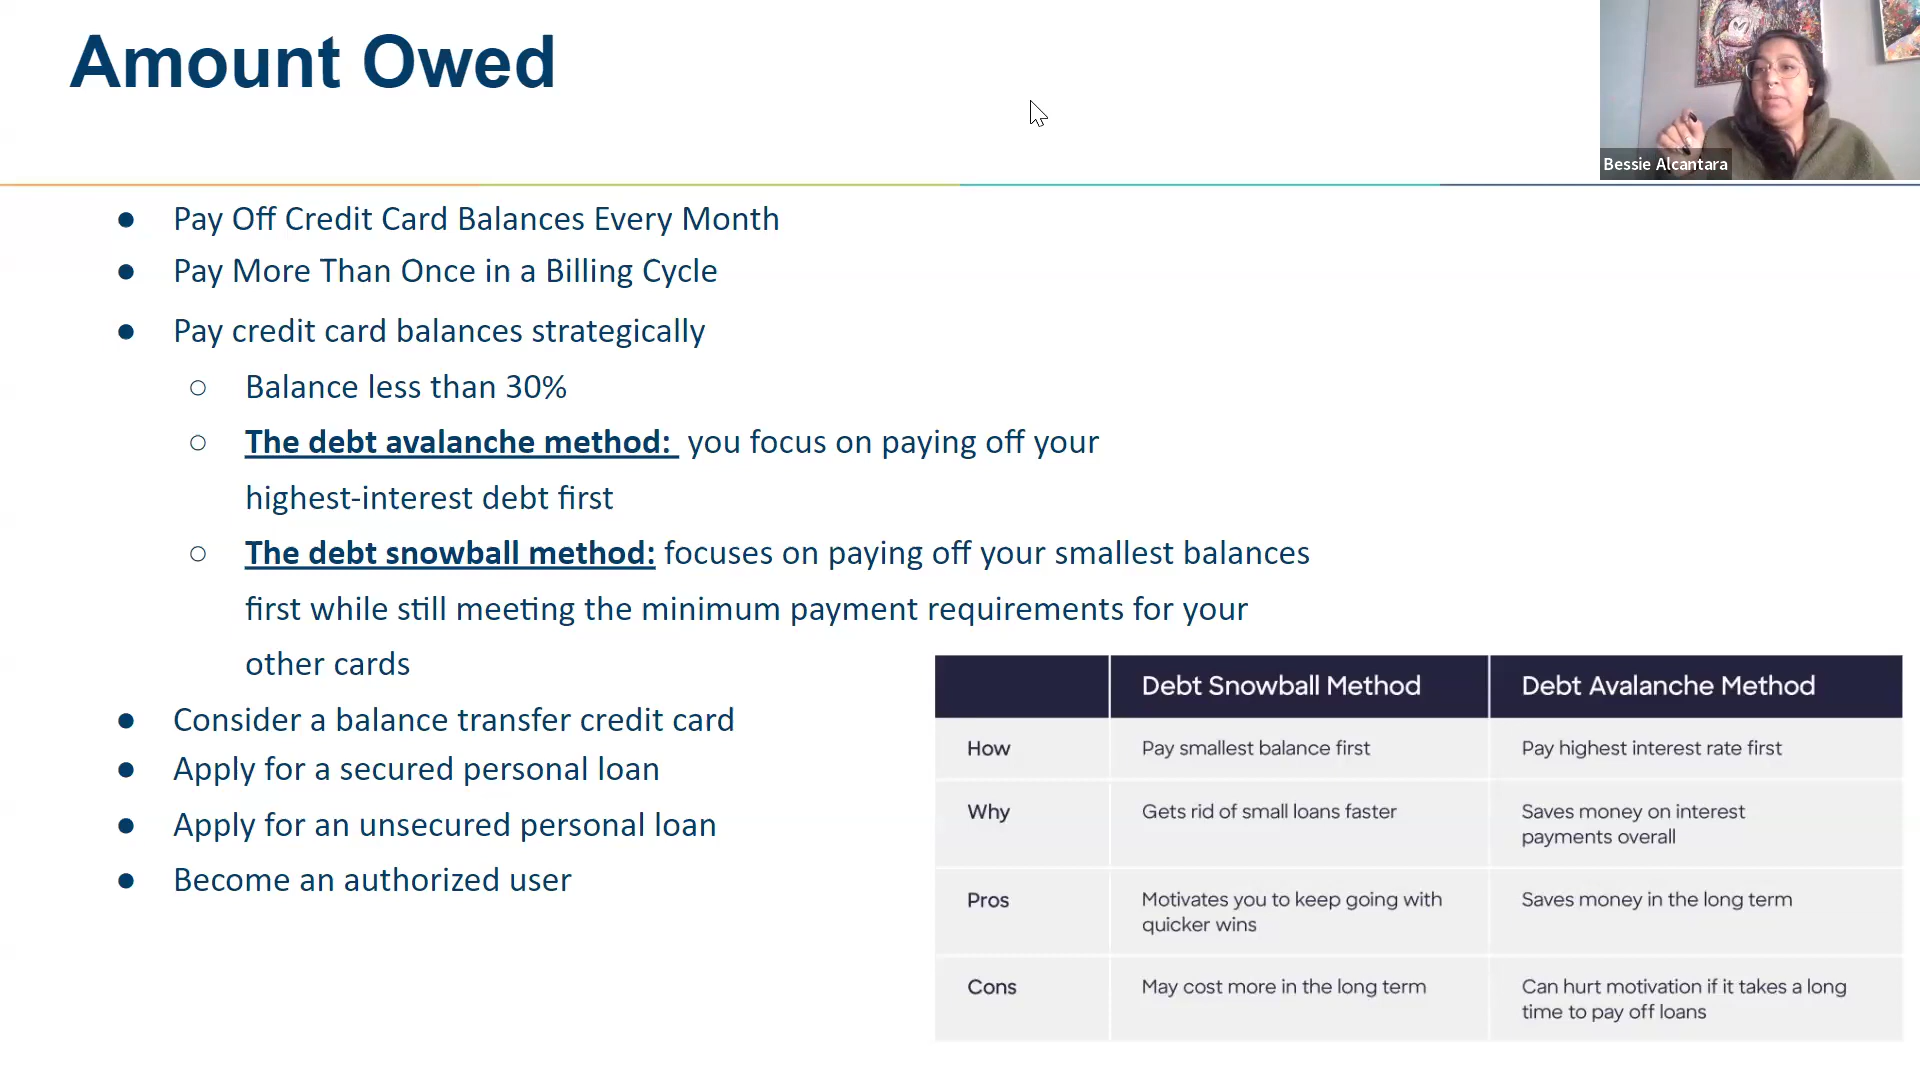 Amount Owed
Bessie Alcantara
● Pay Off Credit Card Balances Every Month
● Pay More Than Once in a Billing Cycle
● Pay credit card balances strategically
○ Balance less than 30%
○ The debt avalanche method: you focus on paying off your
highest-interest debt first
○ The debt snowball method: focuses on paying off your smallest balances
first while still meeting the minimum payment requirements for your
other cards
● Consider a balance transfer credit card
● Apply for a secured personal loan
● Apply for an unsecured personal loan
● Become an authorized user
Debt Snowball Method Debt Avalanche Method
How Pay smallest balance first Pay highest interest rate first
Why Gets rid of small loans faster Saves money on interest
payments overall
Pros Motivates you to keep going with Saves money in the long term
quicker wins
Cons May cost more in the long term Can hurt motivation if it takes a long
time to pay off loans